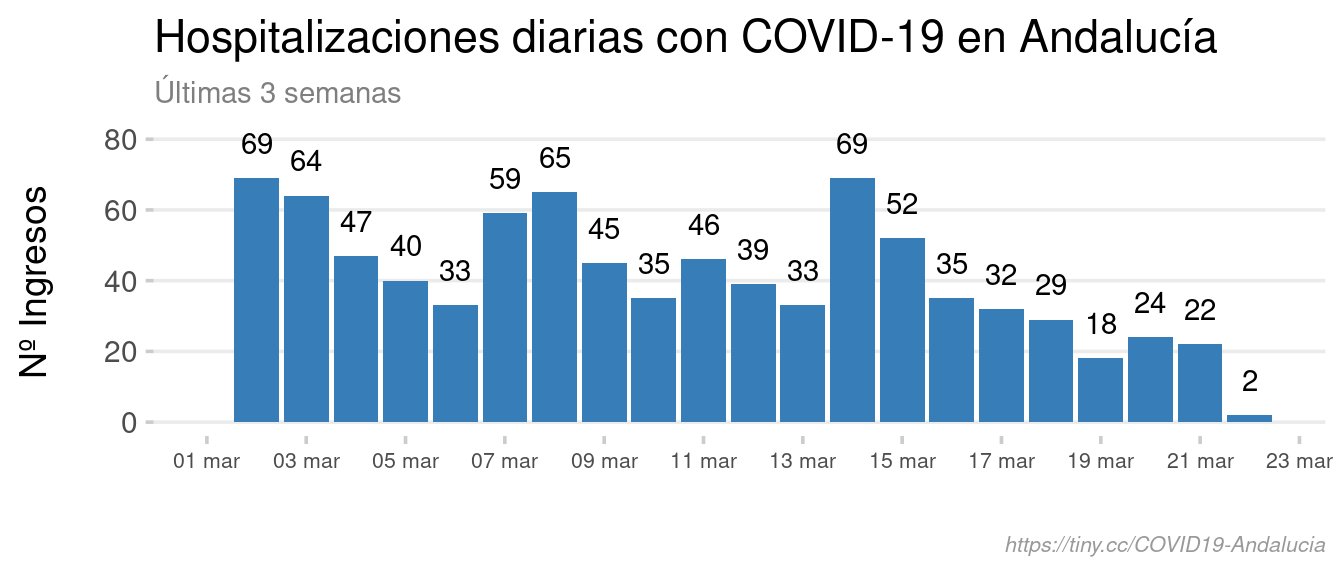 Hospitalizaciones diarias con COVID-19 en Andalucía
Últimas 3 semanas
Nº Ingresos
80
60
40
20
0
69
64
47
40
33
59
65
45
35
46
39
33
69
52
35
32
29
18
24
22
2
01 mar
03 mar
05 mar
07 mar
09 mar
11 mar
13 mar
15 mar
17 mar
19 mar
21 mar
23 mar
https://tiny.cc/COVID19-Andalucia